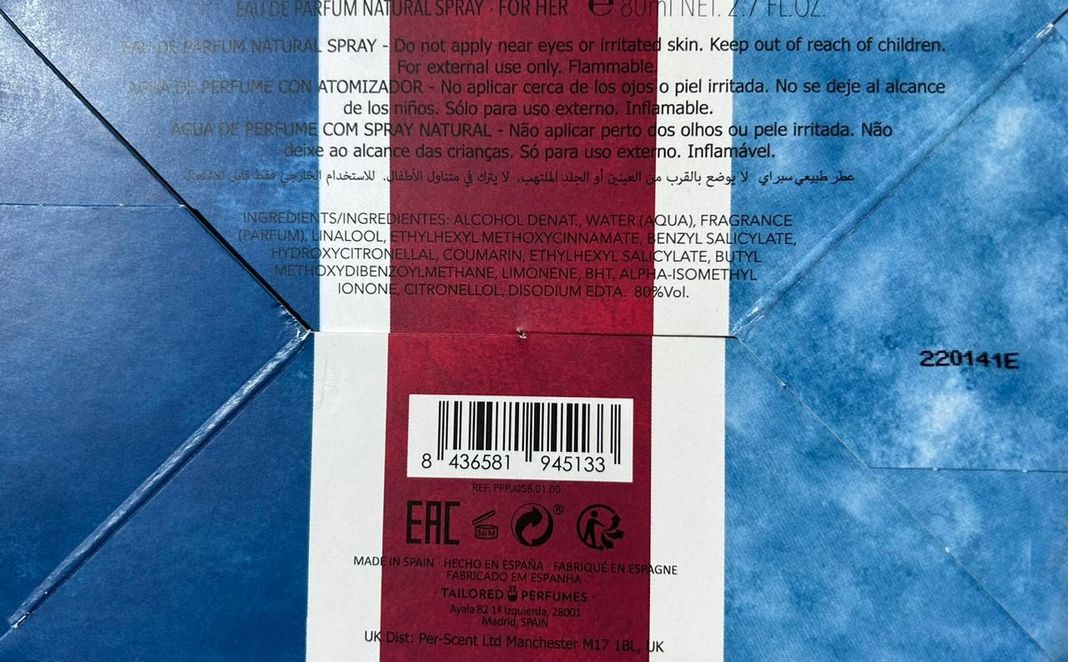 EAU DE PARFUM NATURAL SPRAY · FOR HER ℮ 80ml NET. 2.7 FL.OZ.
EAU DE PARFUM NATURAL SPRAY - Do not apply near eyes or irritated skin. Keep out of reach of children.
For external use only. Flammable.
AGUA DE PERFUME CON ATOMIZADOR - No aplicar cerca de los ojos o piel irritada. No se deje al alcance
de los niños. Sólo para uso externo. Inflamable.
AGUA DE PERFUME COM SPRAY NATURAL - Não aplicar perto dos olhos ou pele irritada. Não
deixe ao alcance das crianças. Só para uso externo. Inflamável.
عطر طبيعي سبراي لا يوضع بالقرب من العينين أو الجلد الملتهب. لا يترك في متناول الأطفال. للاستخدام الخارجي فقط قابل للاشتعال.
INGREDIENTS/INGREDIENTES: ALCOHOL DENAT., WATER (AQUA), FRAGRANCE
(PARFUM), LINALOOL, ETHYLHEXYL METHOXYCINNAMATE, BENZYL SALICYLATE,
HYDROXYCITRONELLAL, COUMARIN, ETHYLHEXYL SALICYLATE, BUTYL
METHOXYDIBENZOYLMETHANE, LIMONENE, BHT, ALPHA-ISOMETHYL
IONONE, CITRONELLOL, DISODIUM EDTA. 80%Vol.
220141E
8 436581 945133
REF. PPPJ058.01.00
EAC 36M ®
MADE IN SPAIN · HECHO EN ESPAÑA · FABRIQUÉ EN ESPAGNE
FABRICADO EM ESPANHA
· TAILORED PERFUMES ·
Ayala 82 1º Izquierda, 28001
Madrid, SPAIN
UK Dist: Per-Scent Ltd Manchester M17 1BL, UK